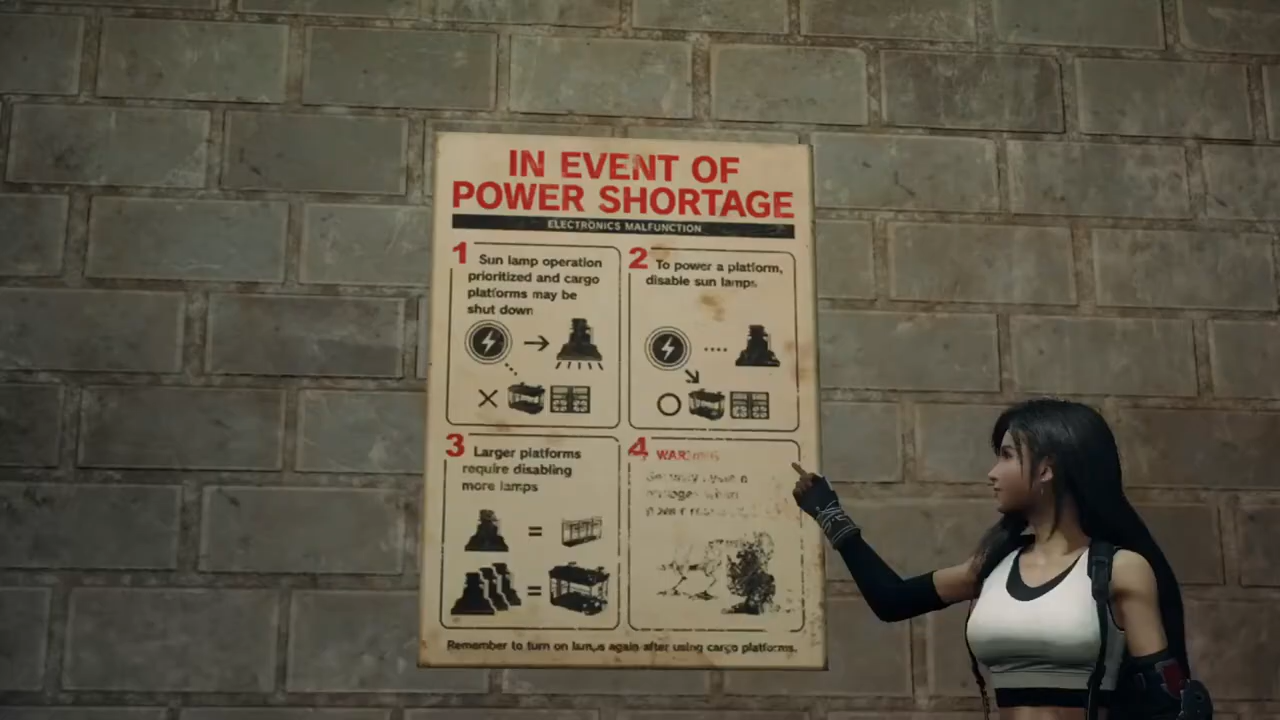 IN EVENT OF
POWER SHORTAGE
ELECTRONICS MALFUNCTION
1 Sun lamp operation
prioritized and cargo
platforms may be
shut down
2 To power a platform,
disable sun lamps
3 Larger platforms
require disabling
more lamps
4
Remember to turn on lamps again after using cargo platforms.